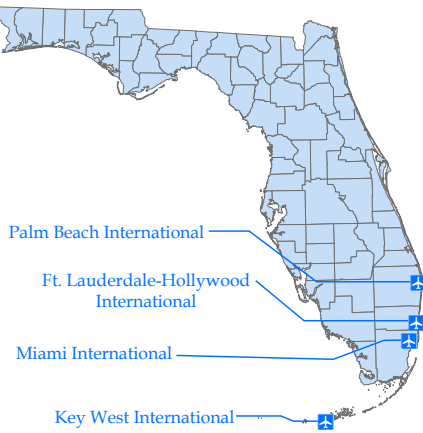 Palm Beach International
Ft. Lauderdale-Hollywood
International
Miami International
Key West International